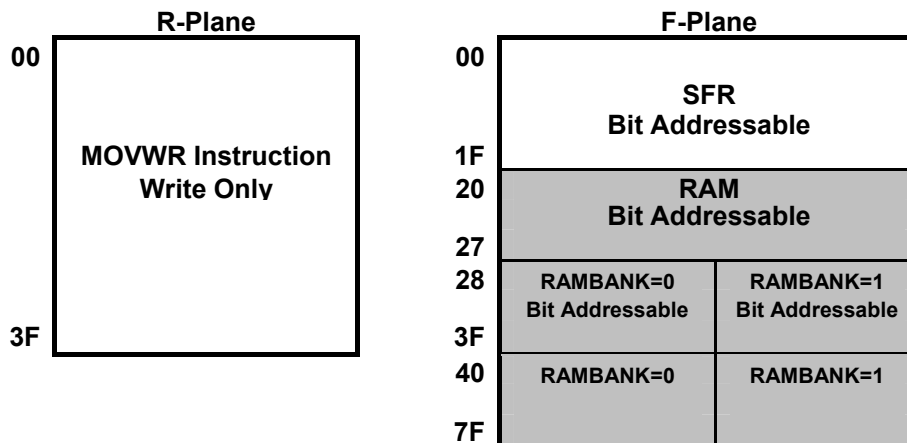 R-Plane
00
MOVWR Instruction
Write Only
3F
F-Plane
00
SFR
Bit Addressable
1F
20
RAM
Bit Addressable
27
28
RAMBANK=0
Bit Addressable
RAMBANK=1
Bit Addressable
3F
40
RAMBANK=0
RAMBANK=1
7F